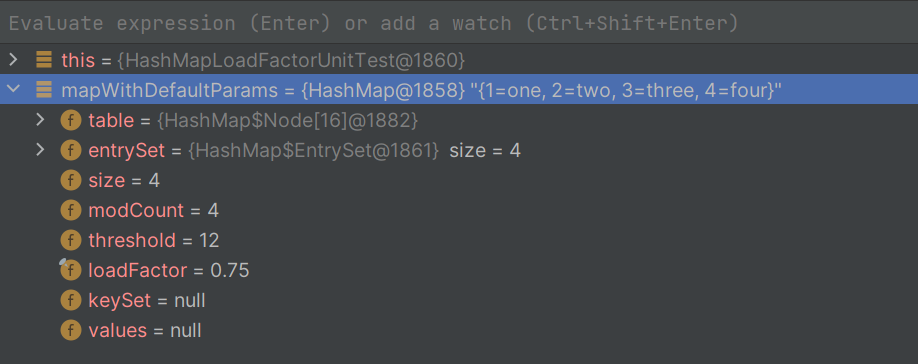 Evaluate expression (Enter) or add a watch (Ctrl+Shift+Enter)
this = {HashMapLoadFactorUnitTest@1860}
mapWithDefaultParams = {HashMap@1858} "{1=one, 2=two, 3=three, 4=four}"
f table = {HashMap$Node[16]@1882}
f entrySet = {HashMap$EntrySet@1861} size = 4
f size = 4
f modCount = 4
f threshold = 12
f loadFactor = 0.75
f keySet = null
f values = null